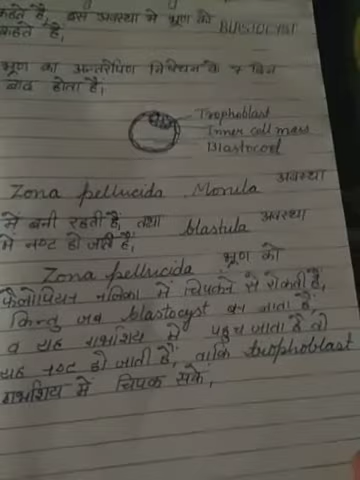 कहते हैं, इस अवस्था में भ्रूण को BLASTOCYST
कहते हैं,
भ्रूण का अन्तर्रोपण निषेचन के 7 दिन
बाद होता है,
Trophoblast
Inner cell mass
Blastocoel
Zona pellucida Morula अवस्था
में बनी रहती है, तथा blastula अवस्था
में नष्ट हो जाती है,
Zona pellucida भ्रूण को
फैलोपियन नलिका में चिपकने से रोकती है,
किन्तु जब blastocyst बन जाता है,
व यह गर्भाशय में पहुच जाता है तो
यह नष्ट हो जाती है, ताकि trophoblast
गर्भाशय में चिपक सके,